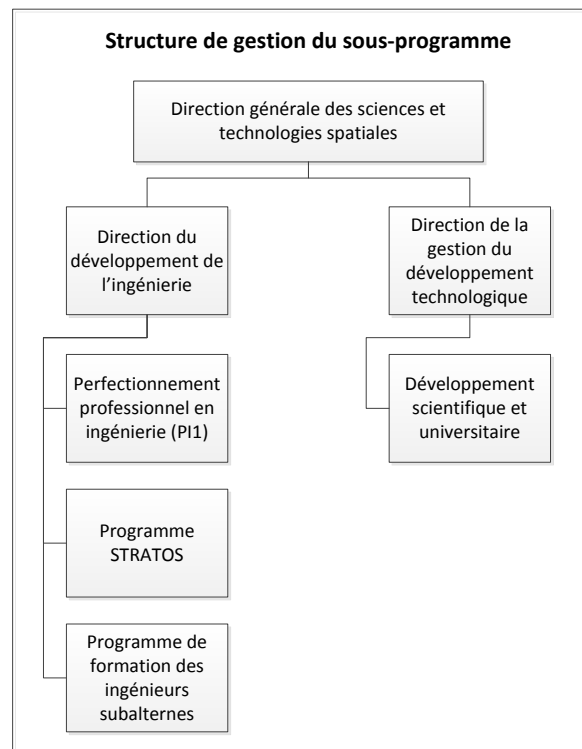 Structure de gestion du sous-programme
Direction générale des sciences et
technologies spatiales
Direction du
développement de
l'ingénierie
Direction de la
gestion du
développement
technologique
Perfectionnement
professionnel en
ingénierie (PI1)
Développement
scientifique et
universitaire
Programme
STRATOS
Programme de
formation des
ingénieurs
subalternes